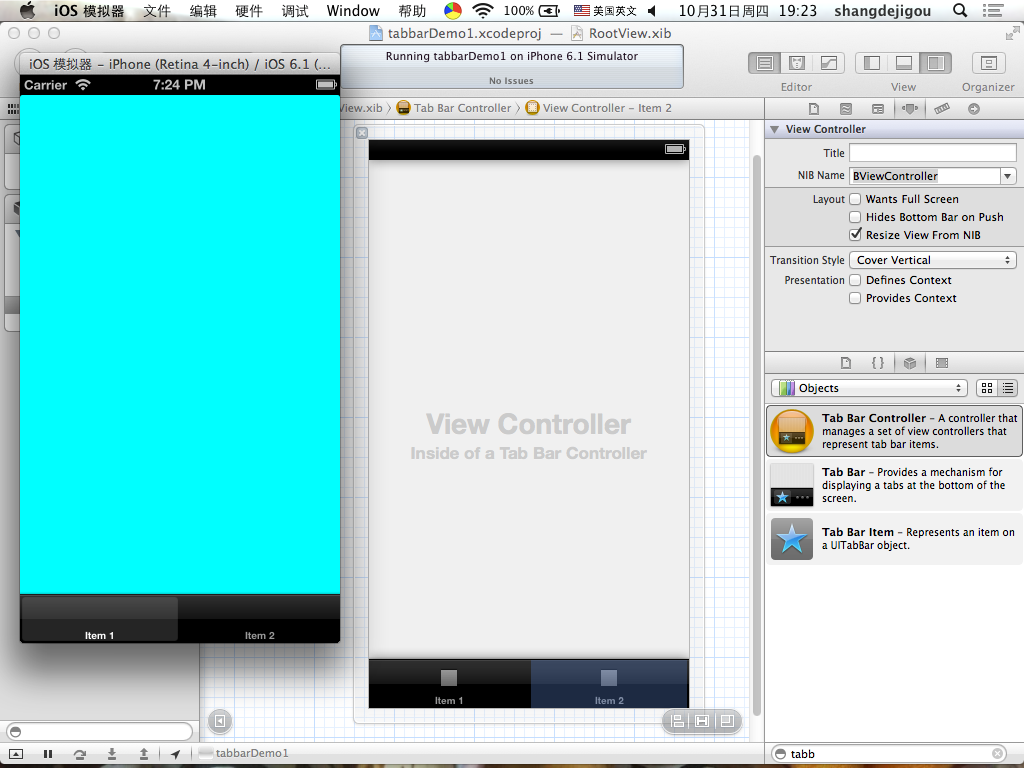 iOS 模拟器 文件 编辑 硬件 调试 Window 帮助 100% 美国英文 10月31日周四 19:23 shangdejigou
tabbarDemo1.xcodeproj — RootView.xib
iOS 模拟器 – iPhone (Retina 4-inch) / iOS 6.1 (...
Running tabbarDemo1 on iPhone 6.1 Simulator
No Issues
Editor View Organizer
Carrier 7:24 PM
View.xib Tab Bar Controller View Controller – Item 2
View Controller
Title
NIB Name BViewController
Layout Wants Full Screen
Hides Bottom Bar on Push
Resize View From NIB
Transition Style Cover Vertical
Presentation Defines Context
Provides Context
{ }
Objects
Tab Bar Controller – A controller that
manages a set of view controllers that
represent tab bar items.
Tab Bar – Provides a mechanism for
displaying a tabs at the bottom of the
screen.
Tab Bar Item – Represents an item on
a UITabBar object.
View Controller
Inside of a Tab Bar Controller
Item 1 Item 2
Item 1 Item 2
tabbarDemo1
tabb